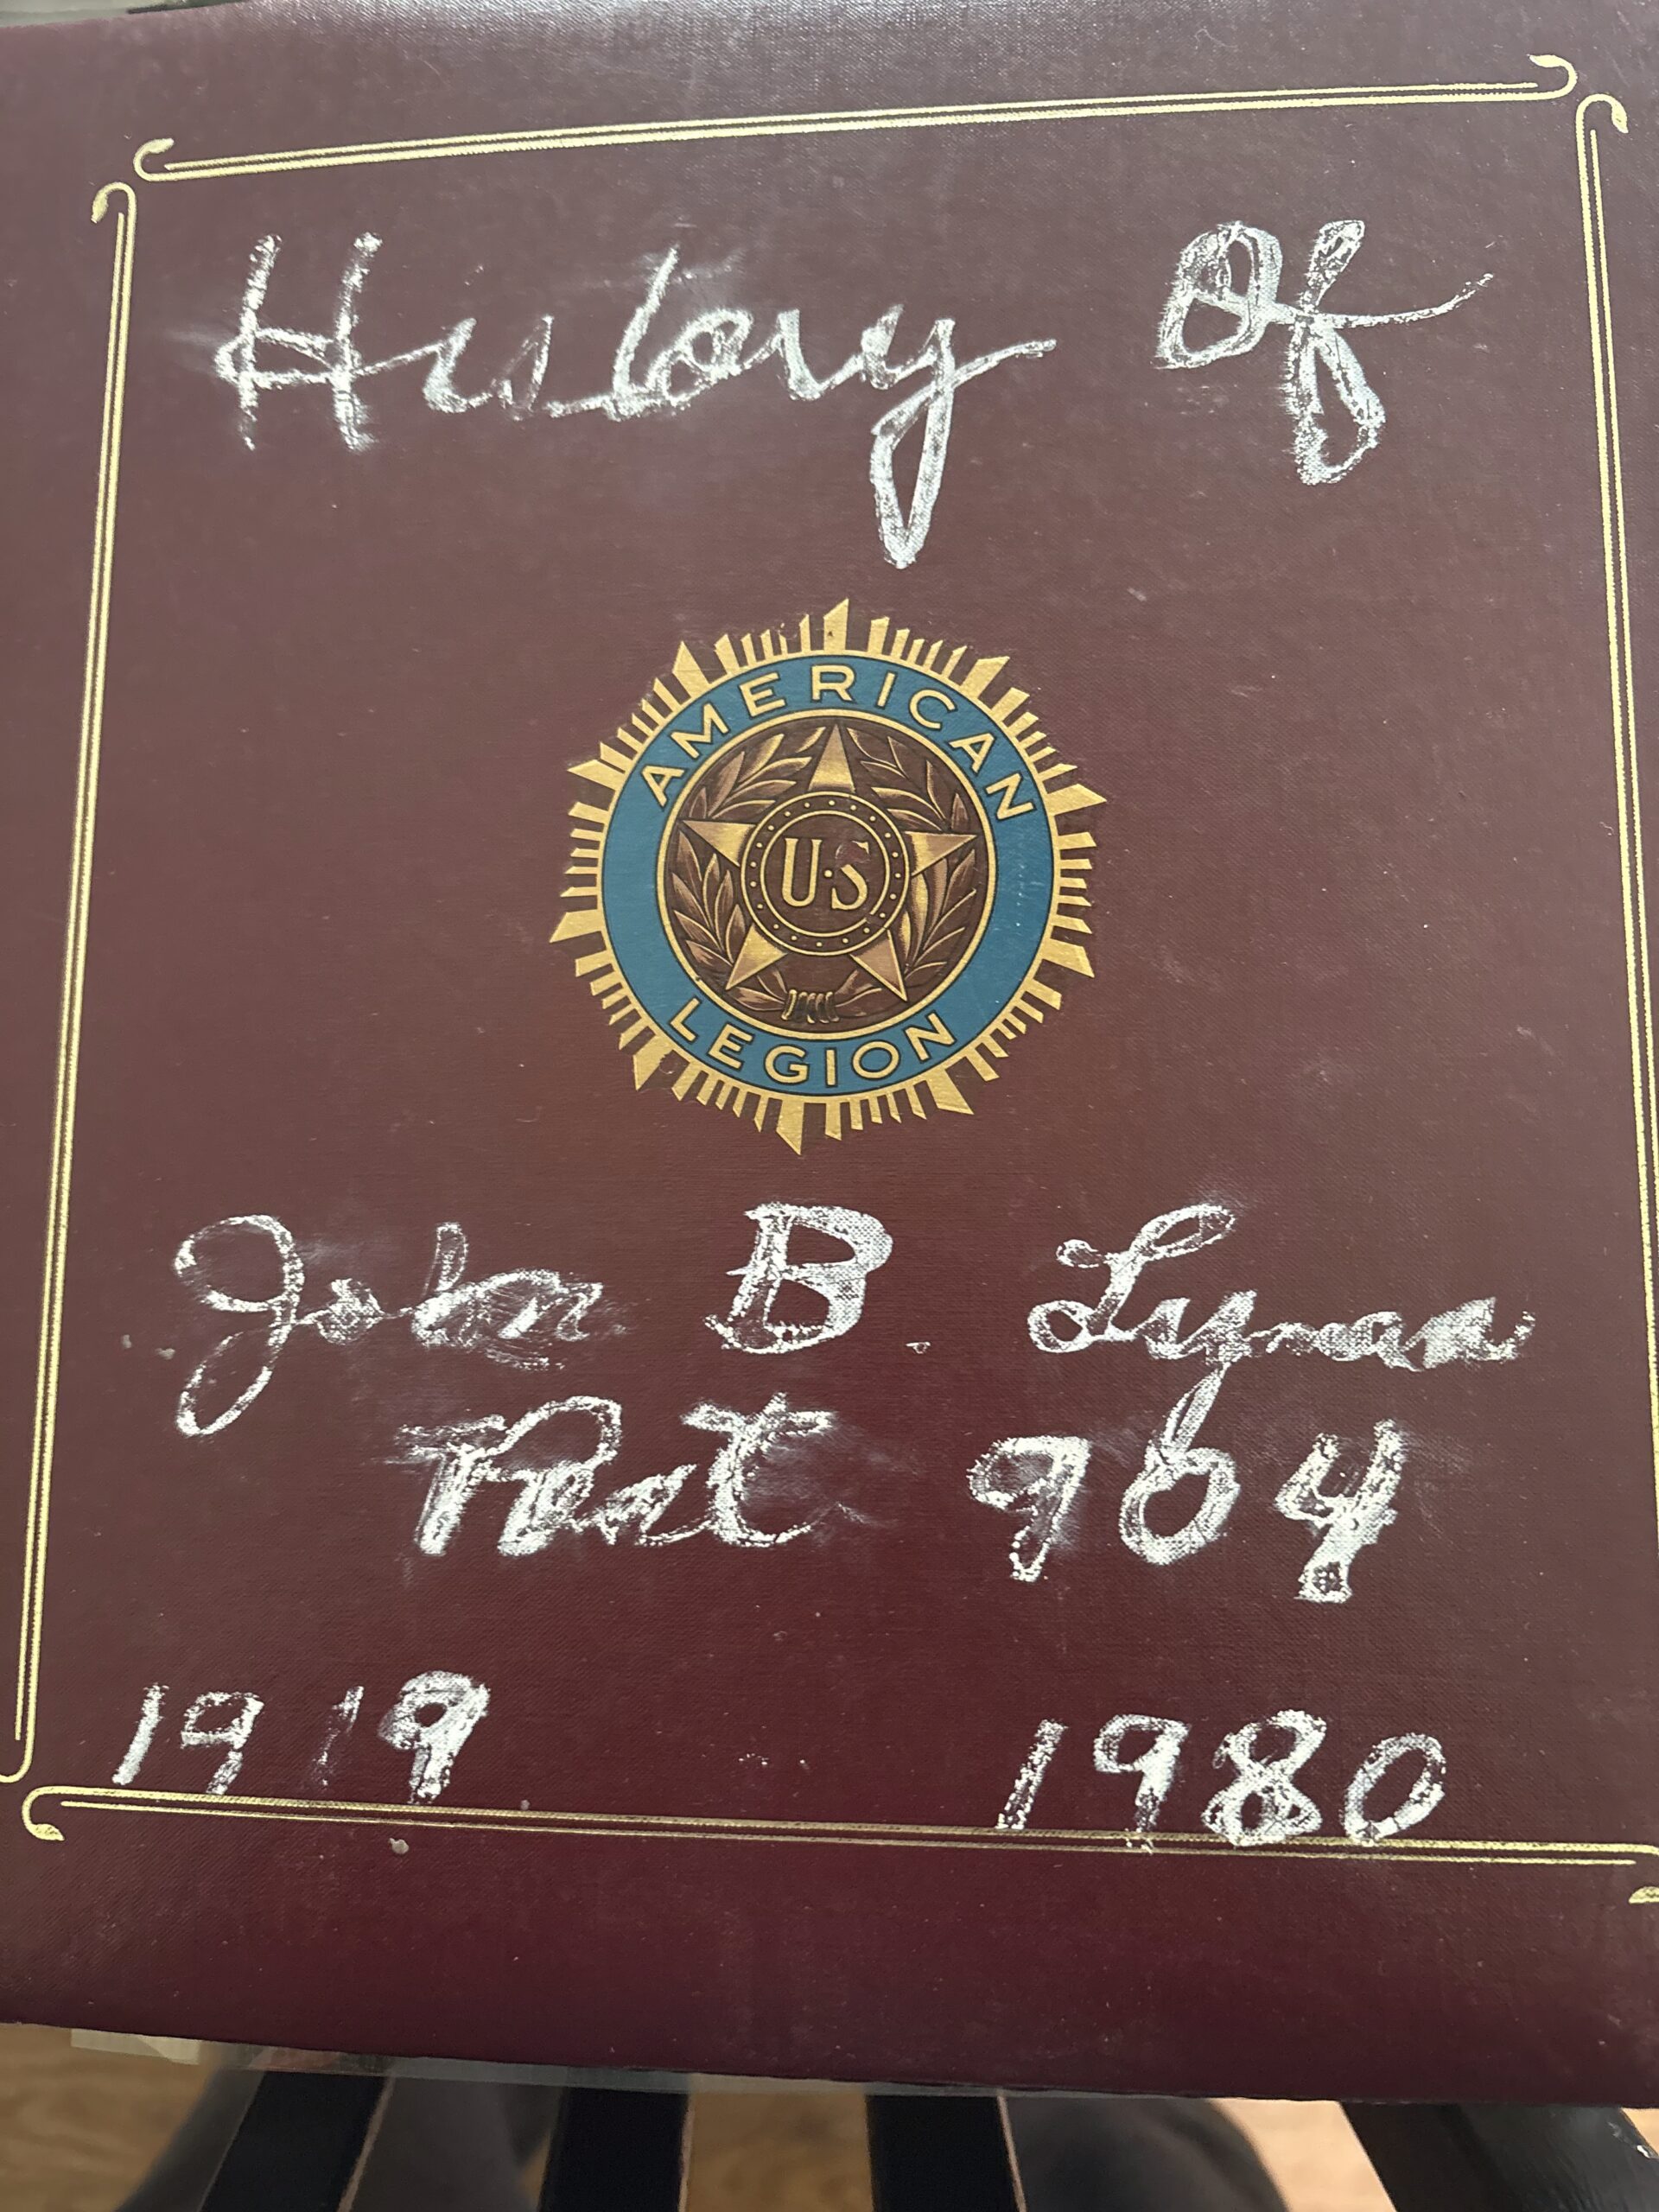 History Of
AMERICAN
U·S
LEGION
John B. Lyman
Post 904
1919 1980